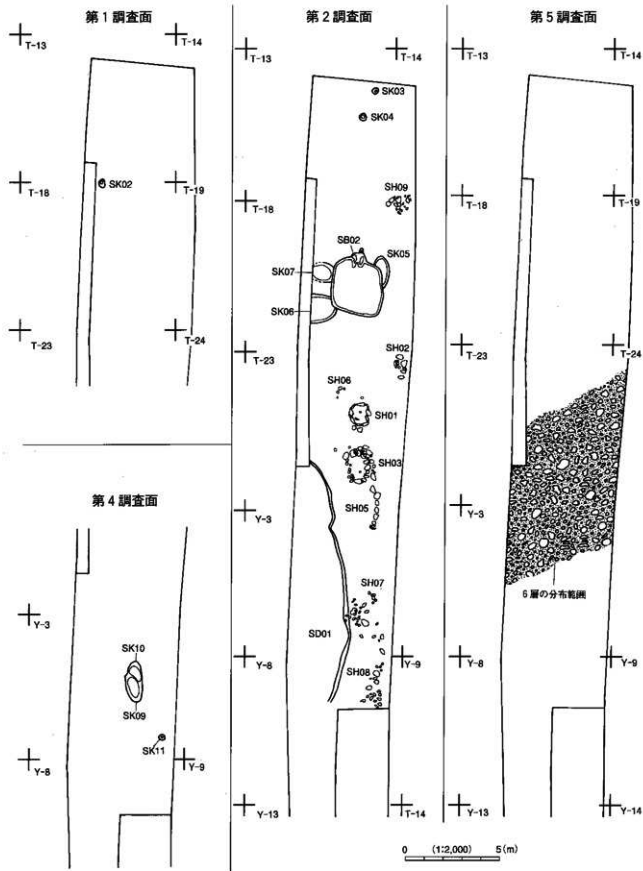 第1調査面
T-13
T-14
SK02
T-18
T-19
T-23
T-24
第4調査面
Y-3
SK10
SK09
SK11
Y-8
Y-9
第2調査面
T-13
T-14
SK03
SK04
T-18
SH09
SB02
SK05
SK07
SK06
T-23
SH02
SH06
SH01
SH03
Y-3
SH05
SH07
SD01
Y-8
Y-9
SH08
Y-13
T-14
第5調査面
T-13
T-14
T-18
T-19
T-23
T-24
Y-3
6層の分布範囲
Y-8
Y-9
Y-13
Y-14
0 (1:2,000) 5(m)